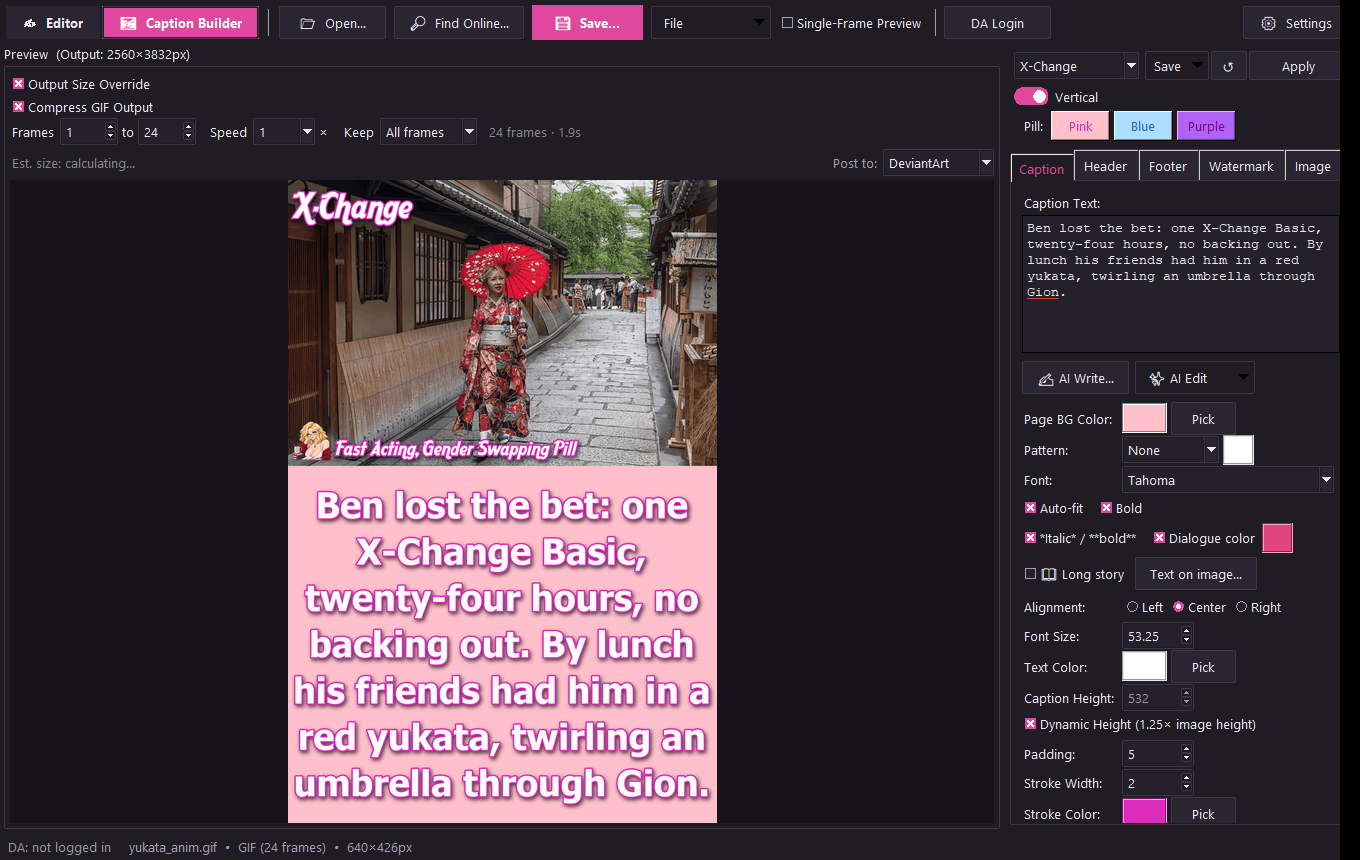 Editor
Caption Builder
Open...
Find Online...
Save...
File
Single-Frame Preview
DA Login
Settings
Preview (Output: 2560×3832px)
Output Size Override
Compress GIF Output
Frames 1 to 24 Speed 1 × Keep All frames 24 frames · 1.9s
Est. size: calculating...
Post to: DeviantArt
X-Change
Fast Acting, Gender Swapping Pill
Ben lost the bet: one
X-Change Basic,
twenty-four hours, no
backing out. By lunch
his friends had him in a
red yukata, twirling an
umbrella through Gion.
X-Change
Save
↺
Apply
Vertical
Pill: Pink Blue Purple
Caption Header Footer Watermark Image
Caption Text:
Ben lost the bet: one X-Change Basic,
twenty-four hours, no backing out. By
lunch his friends had him in a red
yukata, twirling an umbrella through
Gion.
AI Write...
AI Edit
Page BG Color: Pick
Pattern: None
Font: Tahoma
Auto-fit Bold
*Italic* / **bold** Dialogue color
Long story Text on image...
Alignment: Left Center Right
Font Size: 53.25
Text Color: Pick
Caption Height: 532
Dynamic Height (1.25× image height)
Padding: 5
Stroke Width: 2
Stroke Color: Pick
DA: not logged in yukata_anim.gif • GIF (24 frames) • 640×426px